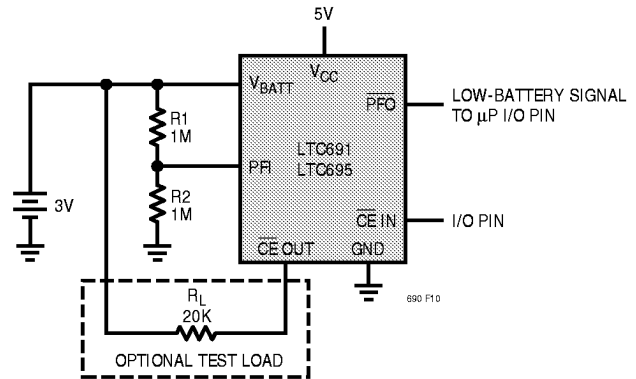 5V
V_BATT
V_CC
PFO
LOW-BATTERY SIGNAL
TO µP I/O PIN
R1
1M
LTC691
LTC695
PFI
R2
1M
3V
CE IN
I/O PIN
CE OUT
GND
R_L
20K
690 F10
OPTIONAL TEST LOAD